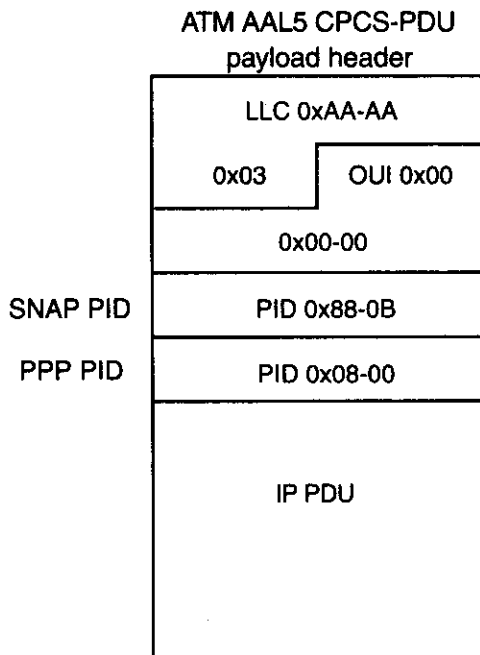 ATM AAL5 CPCS-PDU
payload header
LLC 0xAA-AA
0x03 OUI 0x00
0x00-00
SNAP PID PID 0x88-0B
PPP PID PID 0x08-00
IP PDU